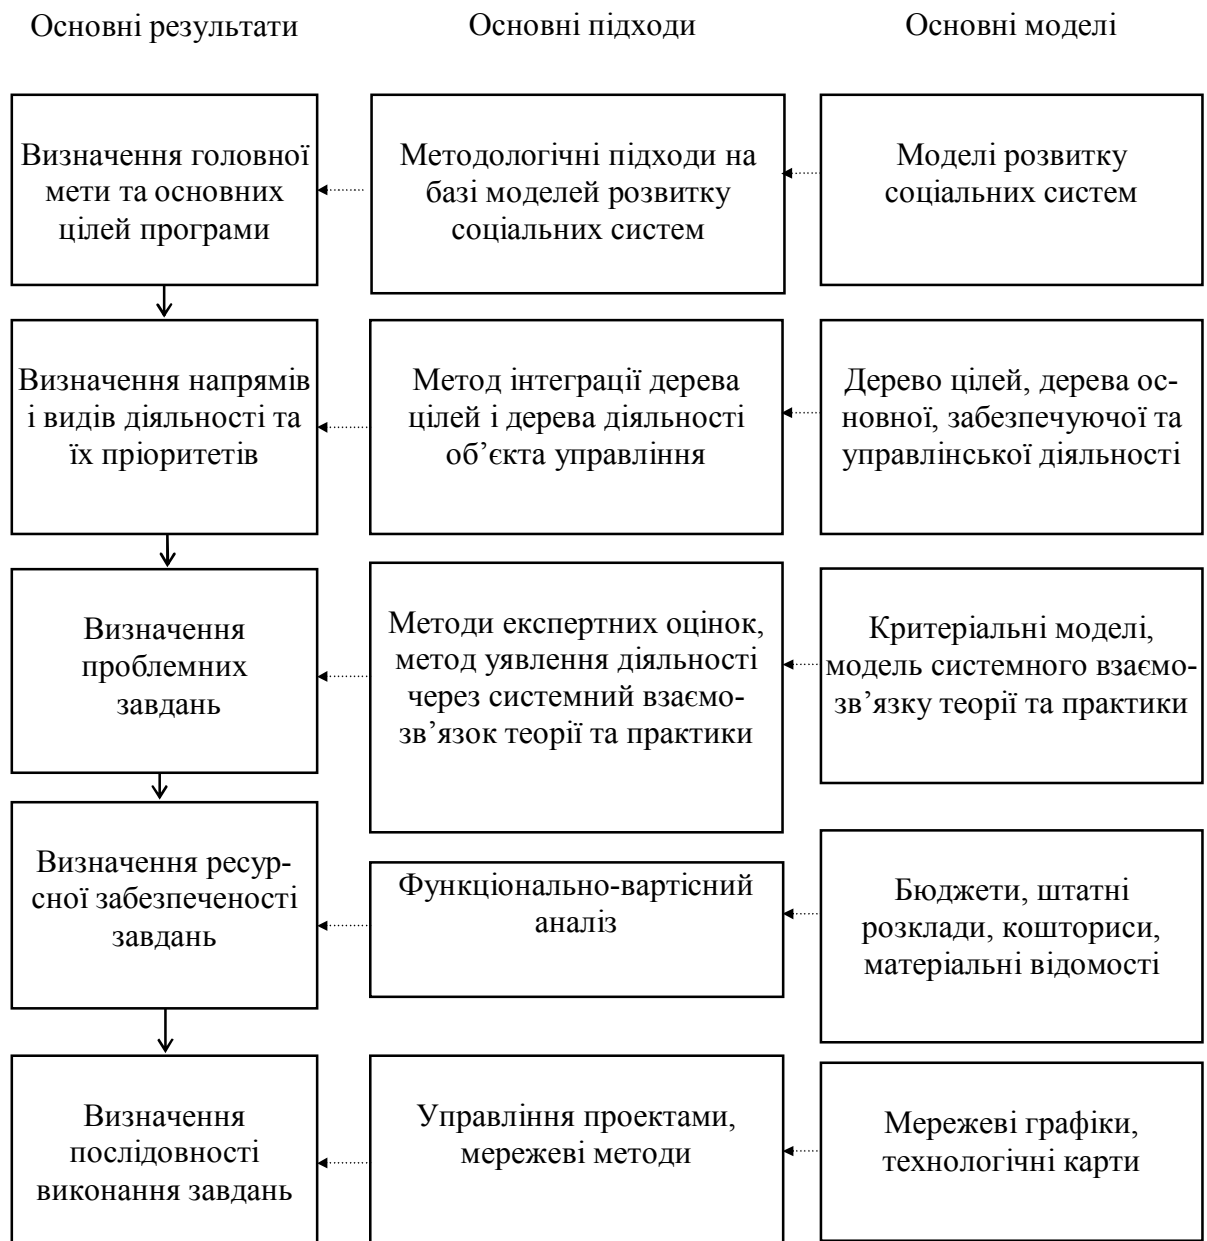 Основні результати
Основні підходи
Основні моделі
Визначення головної
мети та основних
цілей програми
Методологічні підходи на
базі моделей розвитку
соціальних систем
Моделі розвитку
соціальних систем
Визначення напрямів
і видів діяльності та
їх пріоритетів
Метод інтеграції дерева
цілей і дерева діяльності
об’єкта управління
Дерево цілей, дерева ос-
новної, забезпечуючої та
управлінської діяльності
Визначення
проблемних
завдань
Методи експертних оцінок,
метод уявлення діяльності
через системний взаємо-
зв’язок теорії та практики
Критеріальні моделі,
модель системного взаємо-
зв’язку теорії та практики
Визначення ресур-
сної забезпеченості
завдань
Функціонально-вартісний
аналіз
Бюджети, штатні
розклади, кошториси,
матеріальні відомості
Визначення
послідовності
виконання завдань
Управління проектами,
мережеві методи
Мережеві графіки,
технологічні карти